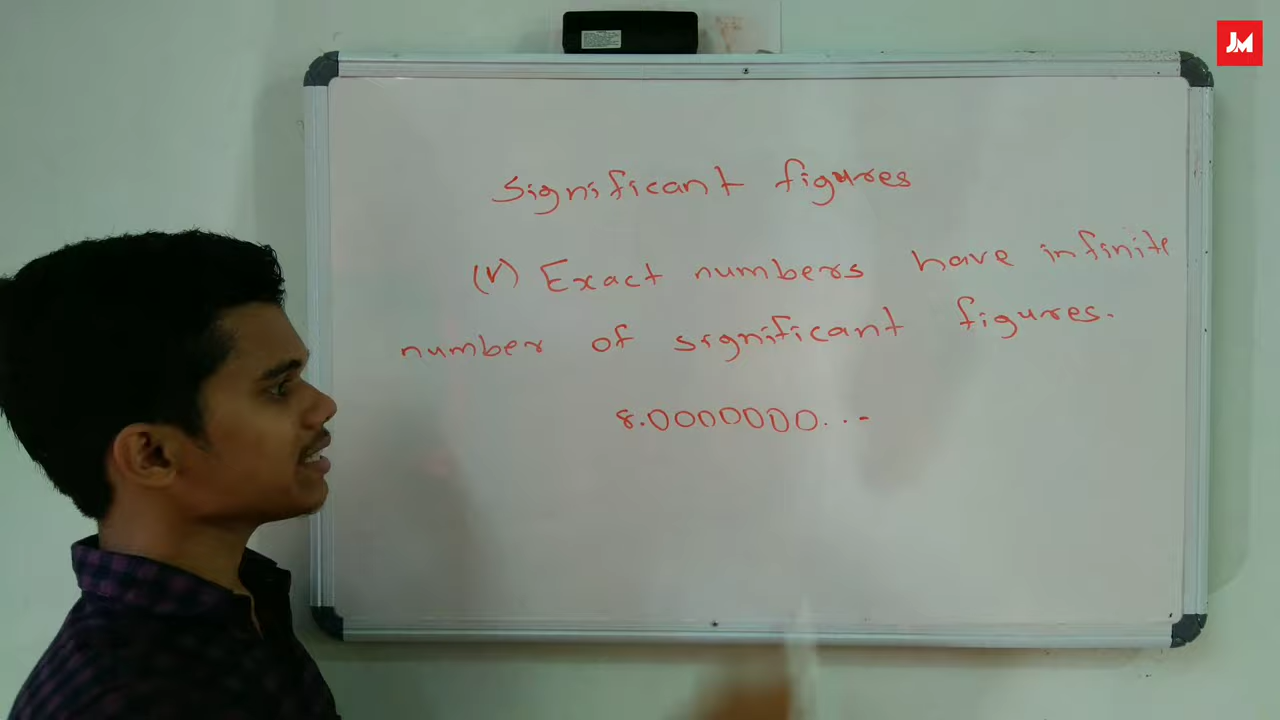 JM
Significant figures
(V) Exact numbers have infinite
number of significant figures.
8.0000000...